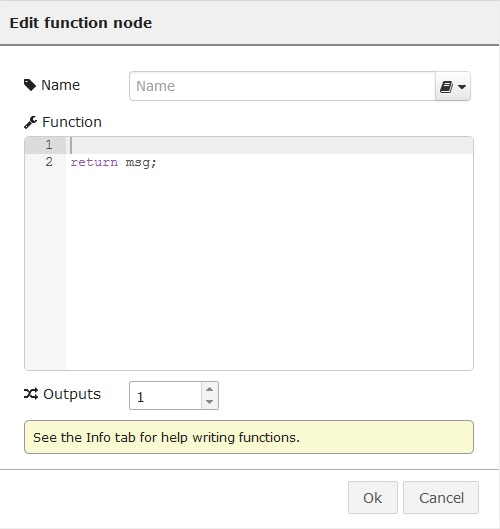 Edit function node
Name Name
Function
1
2 return msg;
Outputs 1
See the Info tab for help writing functions.
Ok Cancel